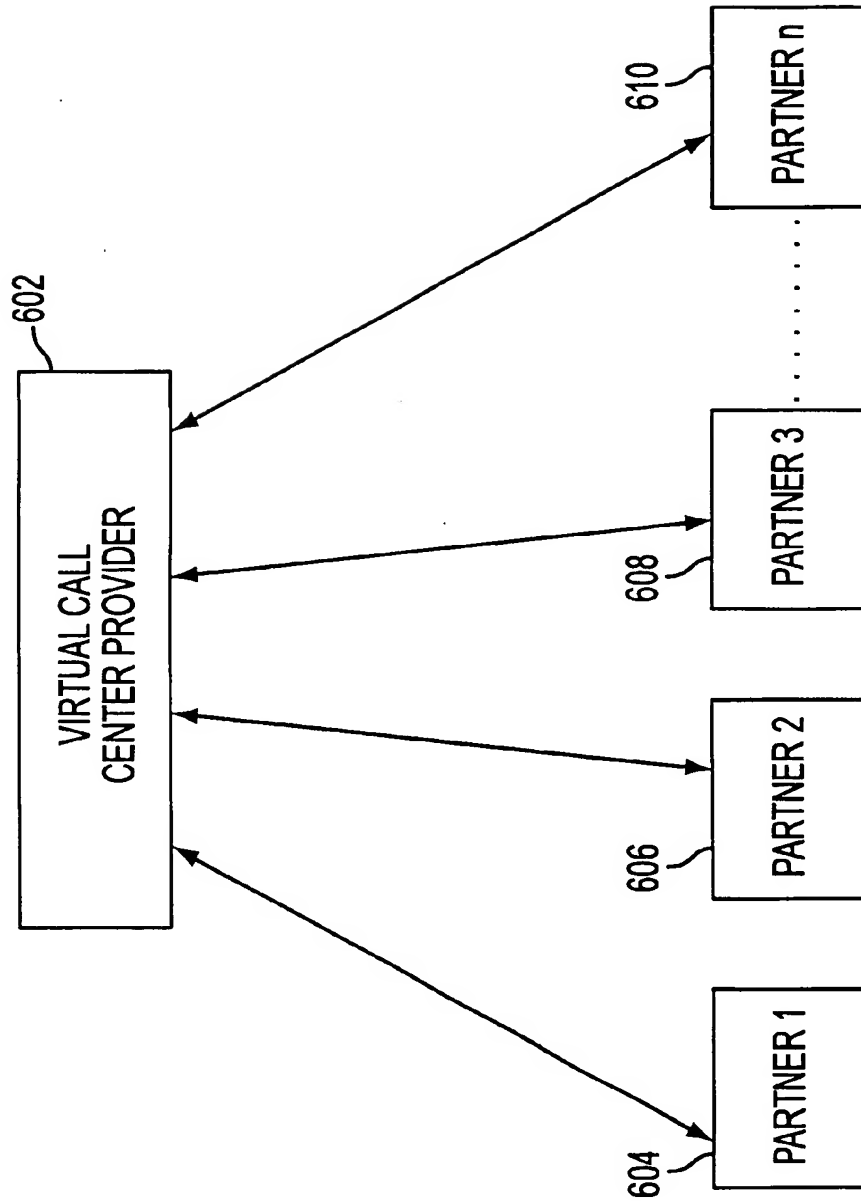 602
VIRTUAL CALL
CENTER PROVIDER
604
PARTNER 1
606
PARTNER 2
608
PARTNER 3
. . . . . . . .
610
PARTNER n